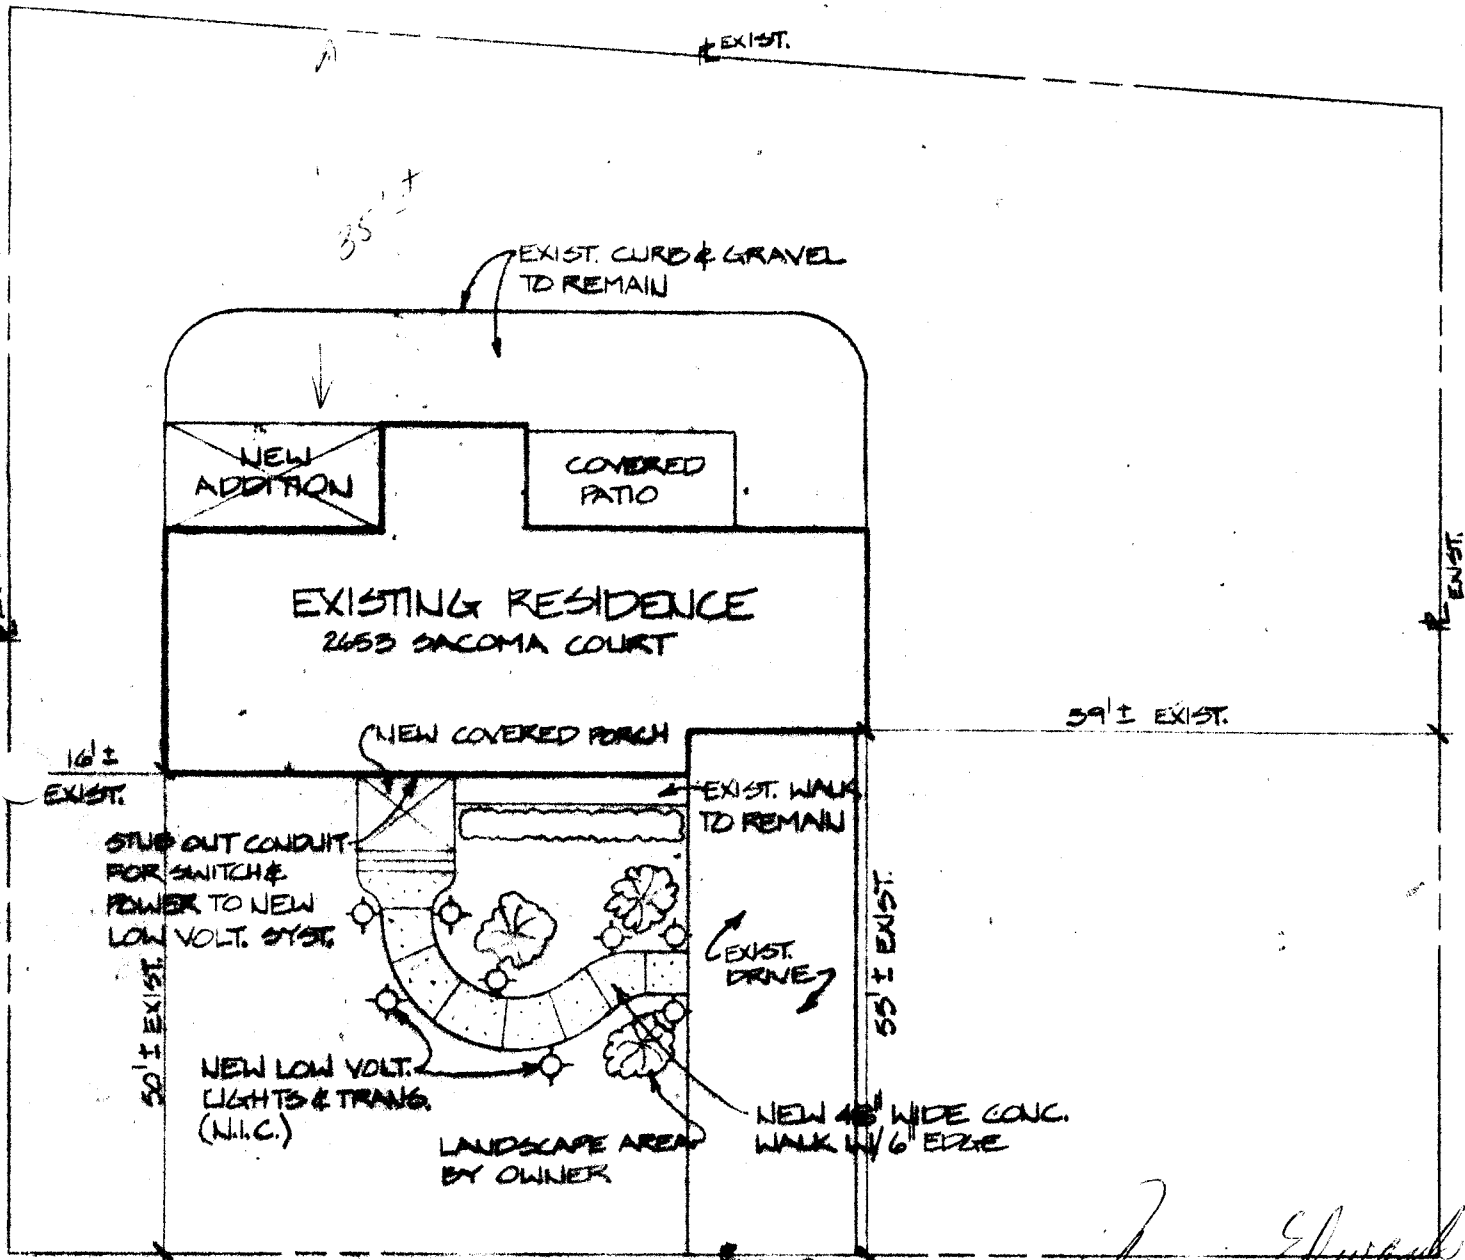 ⅊ EXIST.
35' ±
EXIST. CURB & GRAVEL
TO REMAIN
NEW
ADDITION
COVERED
PATIO
EXISTING RESIDENCE
2653 SACOMA COURT
⅊ EXIST.
39' ± EXIST.
NEW COVERED PORCH
16' ±
EXIST.
EXIST. WALK
TO REMAIN
STUB OUT CONDUIT
FOR SWITCH &
POWER TO NEW
LOW VOLT. SYST.
EXIST.
DRIVE
50' ± EXIST.
55' ± EXIST.
NEW LOW VOLT.
LIGHTS & TRANS.
(N.I.C.)
LANDSCAPE AREA
BY OWNER
NEW 48" WIDE CONC.
WALK W/ 6" EDGE